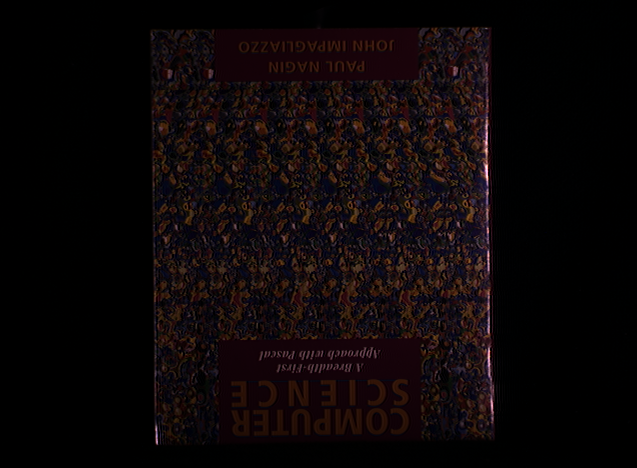 COMPUTER
SCIENCE
A Breadth-First
Approach with Pascal
PAUL NAGIN
JOHN IMPAGLIAZZO